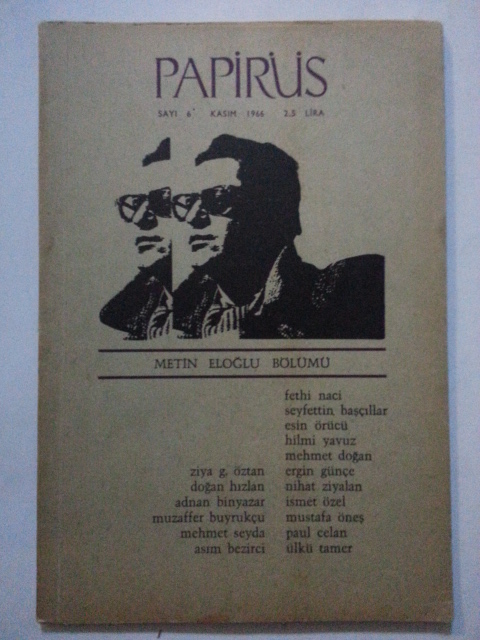 PAPİRÜS
SAYI 6 KASIM 1966 2.5 LİRA
METİN ELOĞLU BÖLÜMÜ
fethi naci
seyfettin başçıllar
esin örücü
hilmi yavuz
mehmet doğan
ziya g. öztan
ergin günçe
doğan hızlan
nihat ziyalan
adnan binyazar
ismet özel
muzaffer buyrukçu
mustafa öneş
mehmet seyda
paul celan
asım bezirci
ülkü tamer